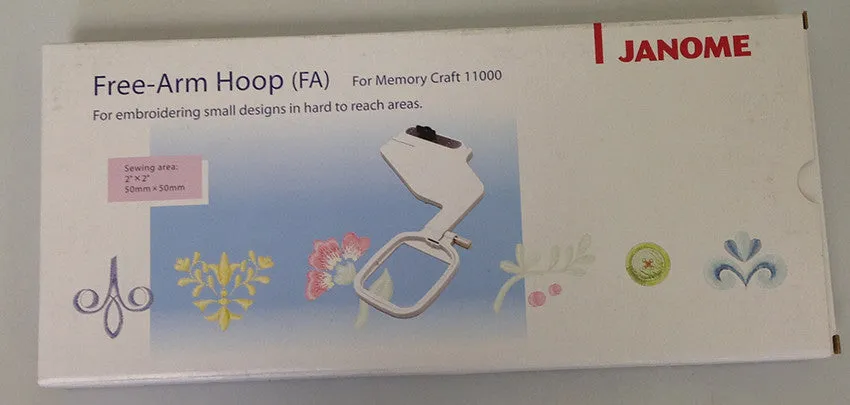 JANOME
Free-Arm Hoop (FA) For Memory Craft 11000
For embroidering small designs in hard to reach areas.
Sewing area:
2"×2"
50mm×50mm